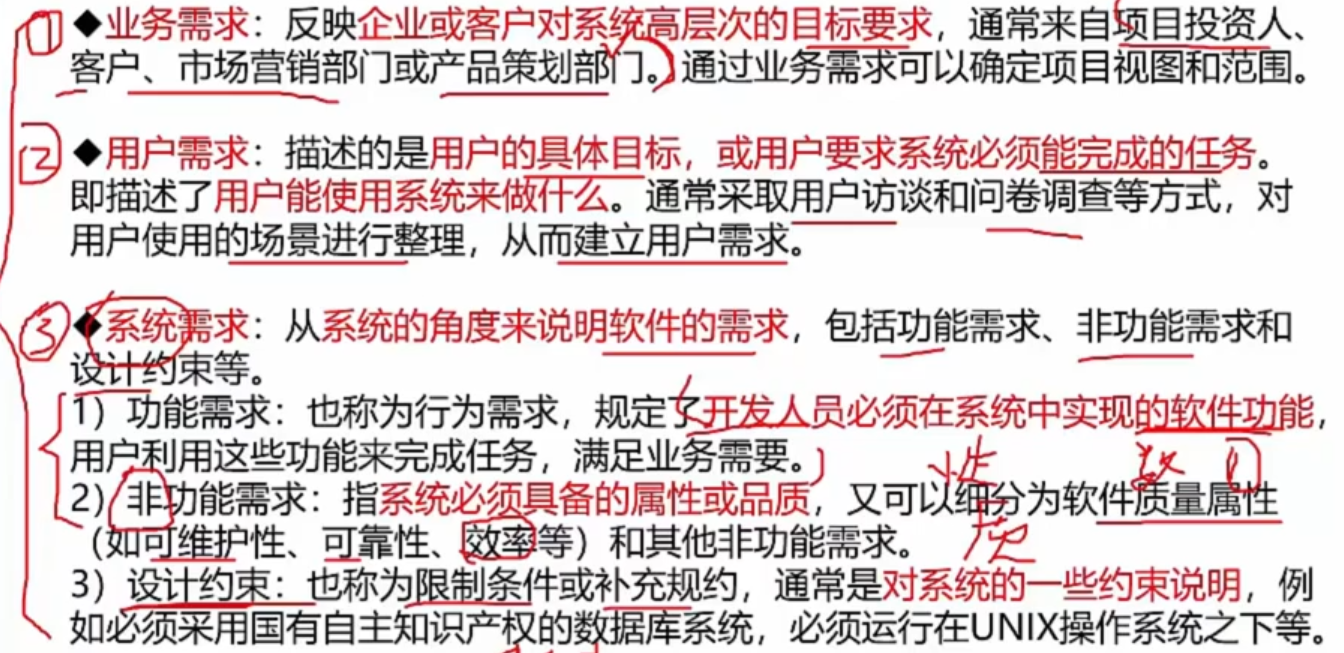 ① ◆业务需求：反映企业或客户对系统高层次的目标要求，通常来自项目投资人、
客户、市场营销部门或产品策划部门。通过业务需求可以确定项目视图和范围。
② ◆用户需求：描述的是用户的具体目标，或用户要求系统必须能完成的任务。
即描述了用户能使用系统来做什么。通常采取用户访谈和问卷调查等方式，对
用户使用的场景进行整理，从而建立用户需求。
③ ◆系统需求：从系统的角度来说明软件的需求，包括功能需求、非功能需求和
设计约束等。
1）功能需求：也称为行为需求，规定了开发人员必须在系统中实现的软件功能，
用户利用这些功能来完成任务，满足业务需要。
性
2）非功能需求：指系统必须具备的属性或品质，又可以细分为软件质量属性
（如可维护性、可靠性、效率等）和其他非功能需求。
3）设计约束：也称为限制条件或补充规约，通常是对系统的一些约束说明，例
如必须采用国有自主知识产权的数据库系统，必须运行在UNIX操作系统之下等。